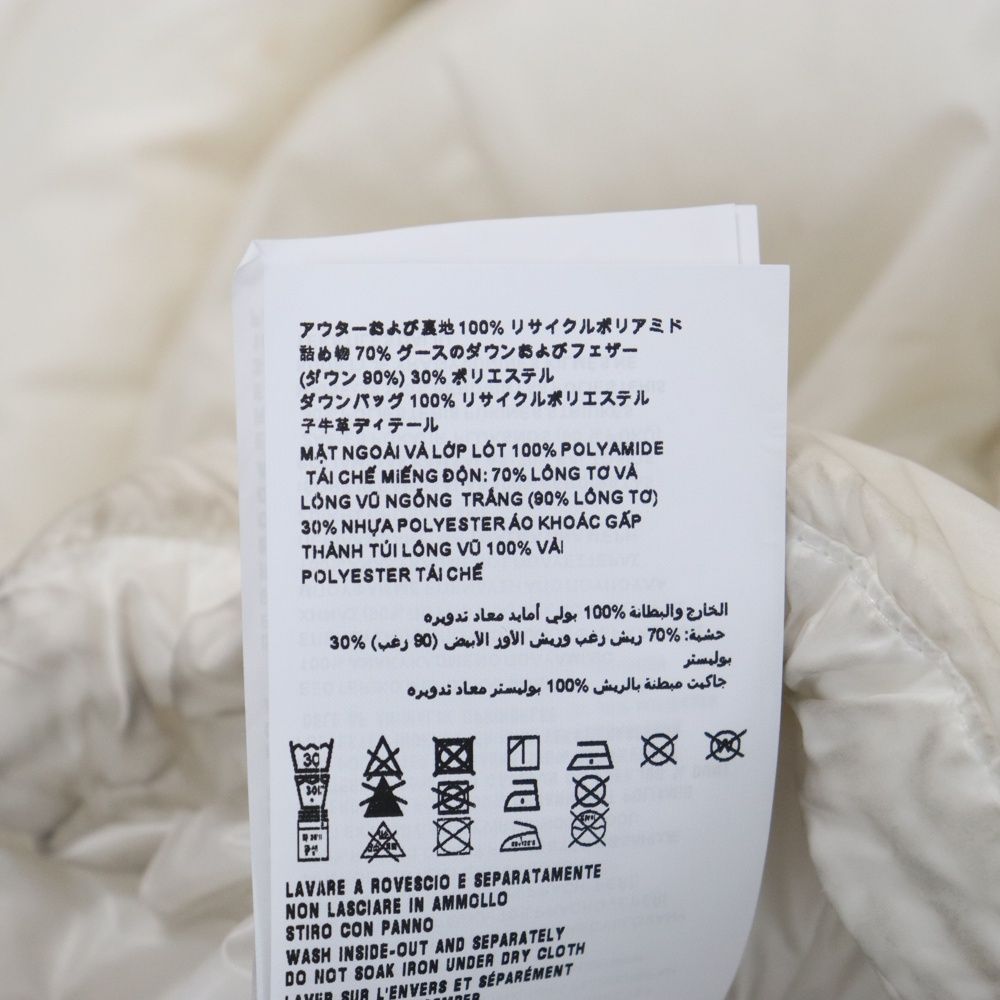 アウターおよび裏地100% リサイクルポリアミド
詰め物 70% グースのダウンおよびフェザー
(ダウン 90%) 30% ポリエステル
ダウンバッグ 100% リサイクルポリエステル
子牛革ディテール
MẶT NGOÀI VÀ LỚP LÓT 100% POLYAMIDE
TÁI CHẾ MIẾNG ĐỘN: 70% LÔNG TƠ VÀ
LÔNG VŨ NGỖNG TRẮNG (90% LÔNG TƠ)
30% NHỰA POLYESTER ÁO KHOÁC GẤP
THÀNH TÚI LÔNG VŨ 100% VẢI
POLYESTER TÁI CHẾ
الخارج والبطانة 100% بولي أمايد معاد تدويره
حشية: 70% ريش رغب وريش الأوز الأبيض (90 رغب) 30%
بوليستر
جاكيت مبطنة بالريش 100% بوليستر معاد تدويره
30 W
LAVARE A ROVESCIO E SEPARATAMENTE
NON LASCIARE IN AMMOLLO
STIRO CON PANNO
WASH INSIDE-OUT AND SEPARATELY
DO NOT SOAK IRON UNDER DRY CLOTH
LAVER SUR L'ENVERS ET SÉPARÉMENT